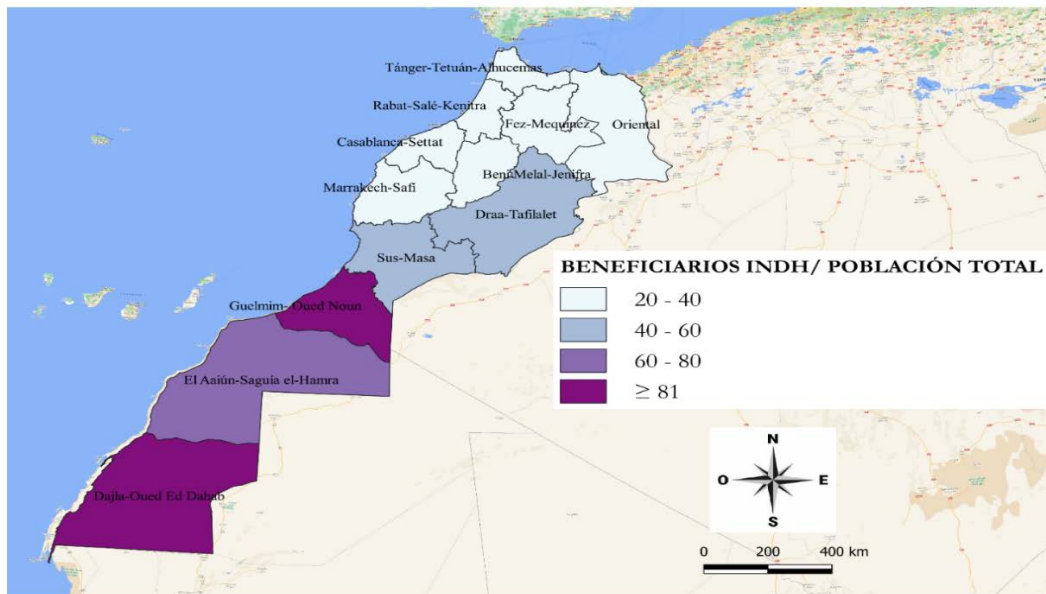 Tánger-Tetuán-Alhucemas
Rabat-Salé-Kenitra
Fez-Mequinez
Oriental
Casablanca-Settat
Beni Melal-Jenifra
Marrakech-Safi
Draa-Tafilalet
Sus-Masa
Guelmim- Oued Noun
El Aaiún-Saguia el-Hamra
Dajla-Oued Ed Dahab
BENEFICIARIOS INDH/ POBLACIÓN TOTAL
20 - 40
40 - 60
60 - 80
≥ 81
N
O
E
S
0 200 400 km